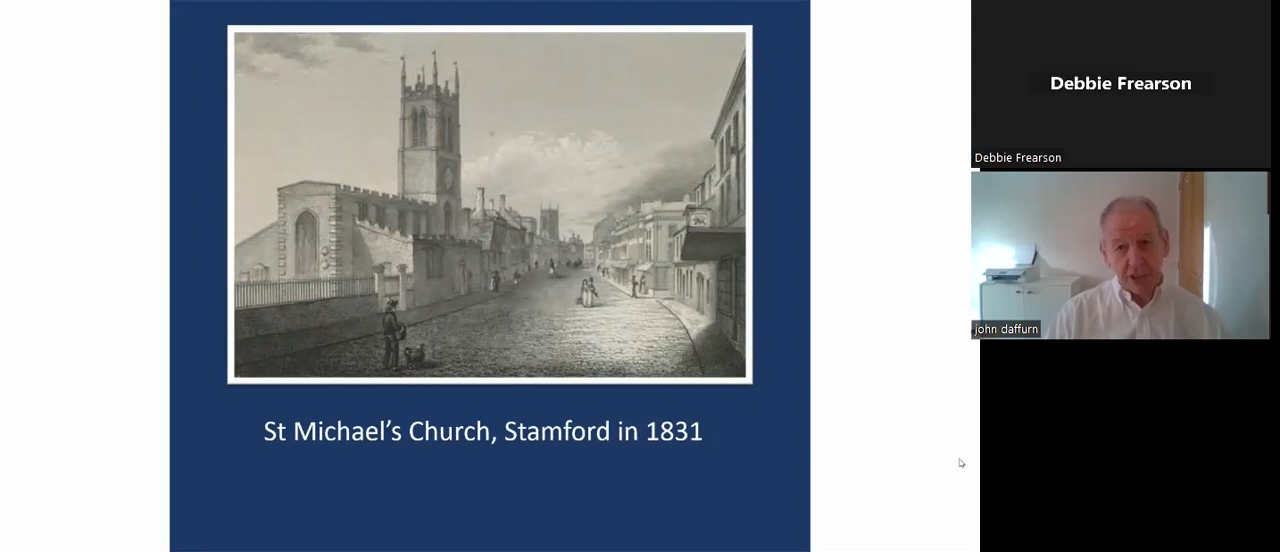 St Michael’s Church, Stamford in 1831
Debbie Frearson
Debbie Frearson
john daffurn